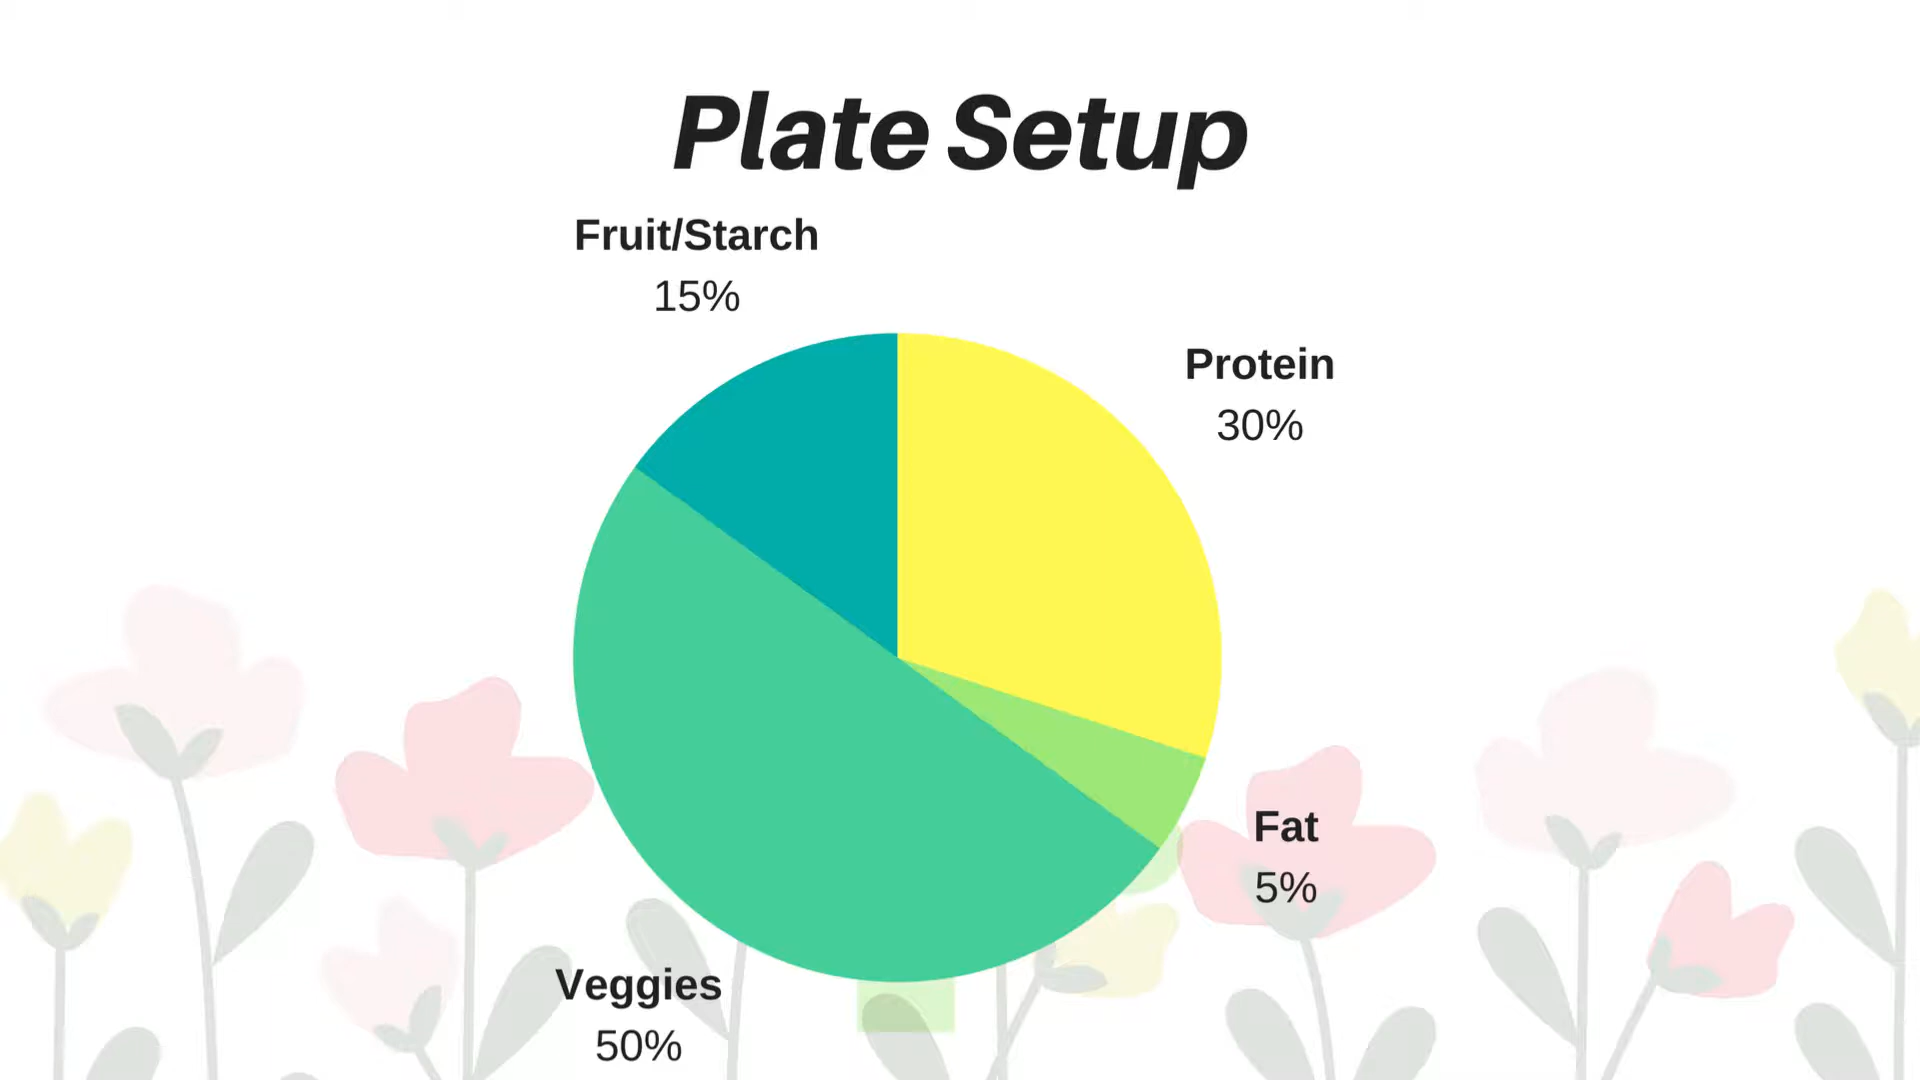 Plate Setup
Fruit/Starch
15%
Protein
30%
Fat
5%
Veggies
50%